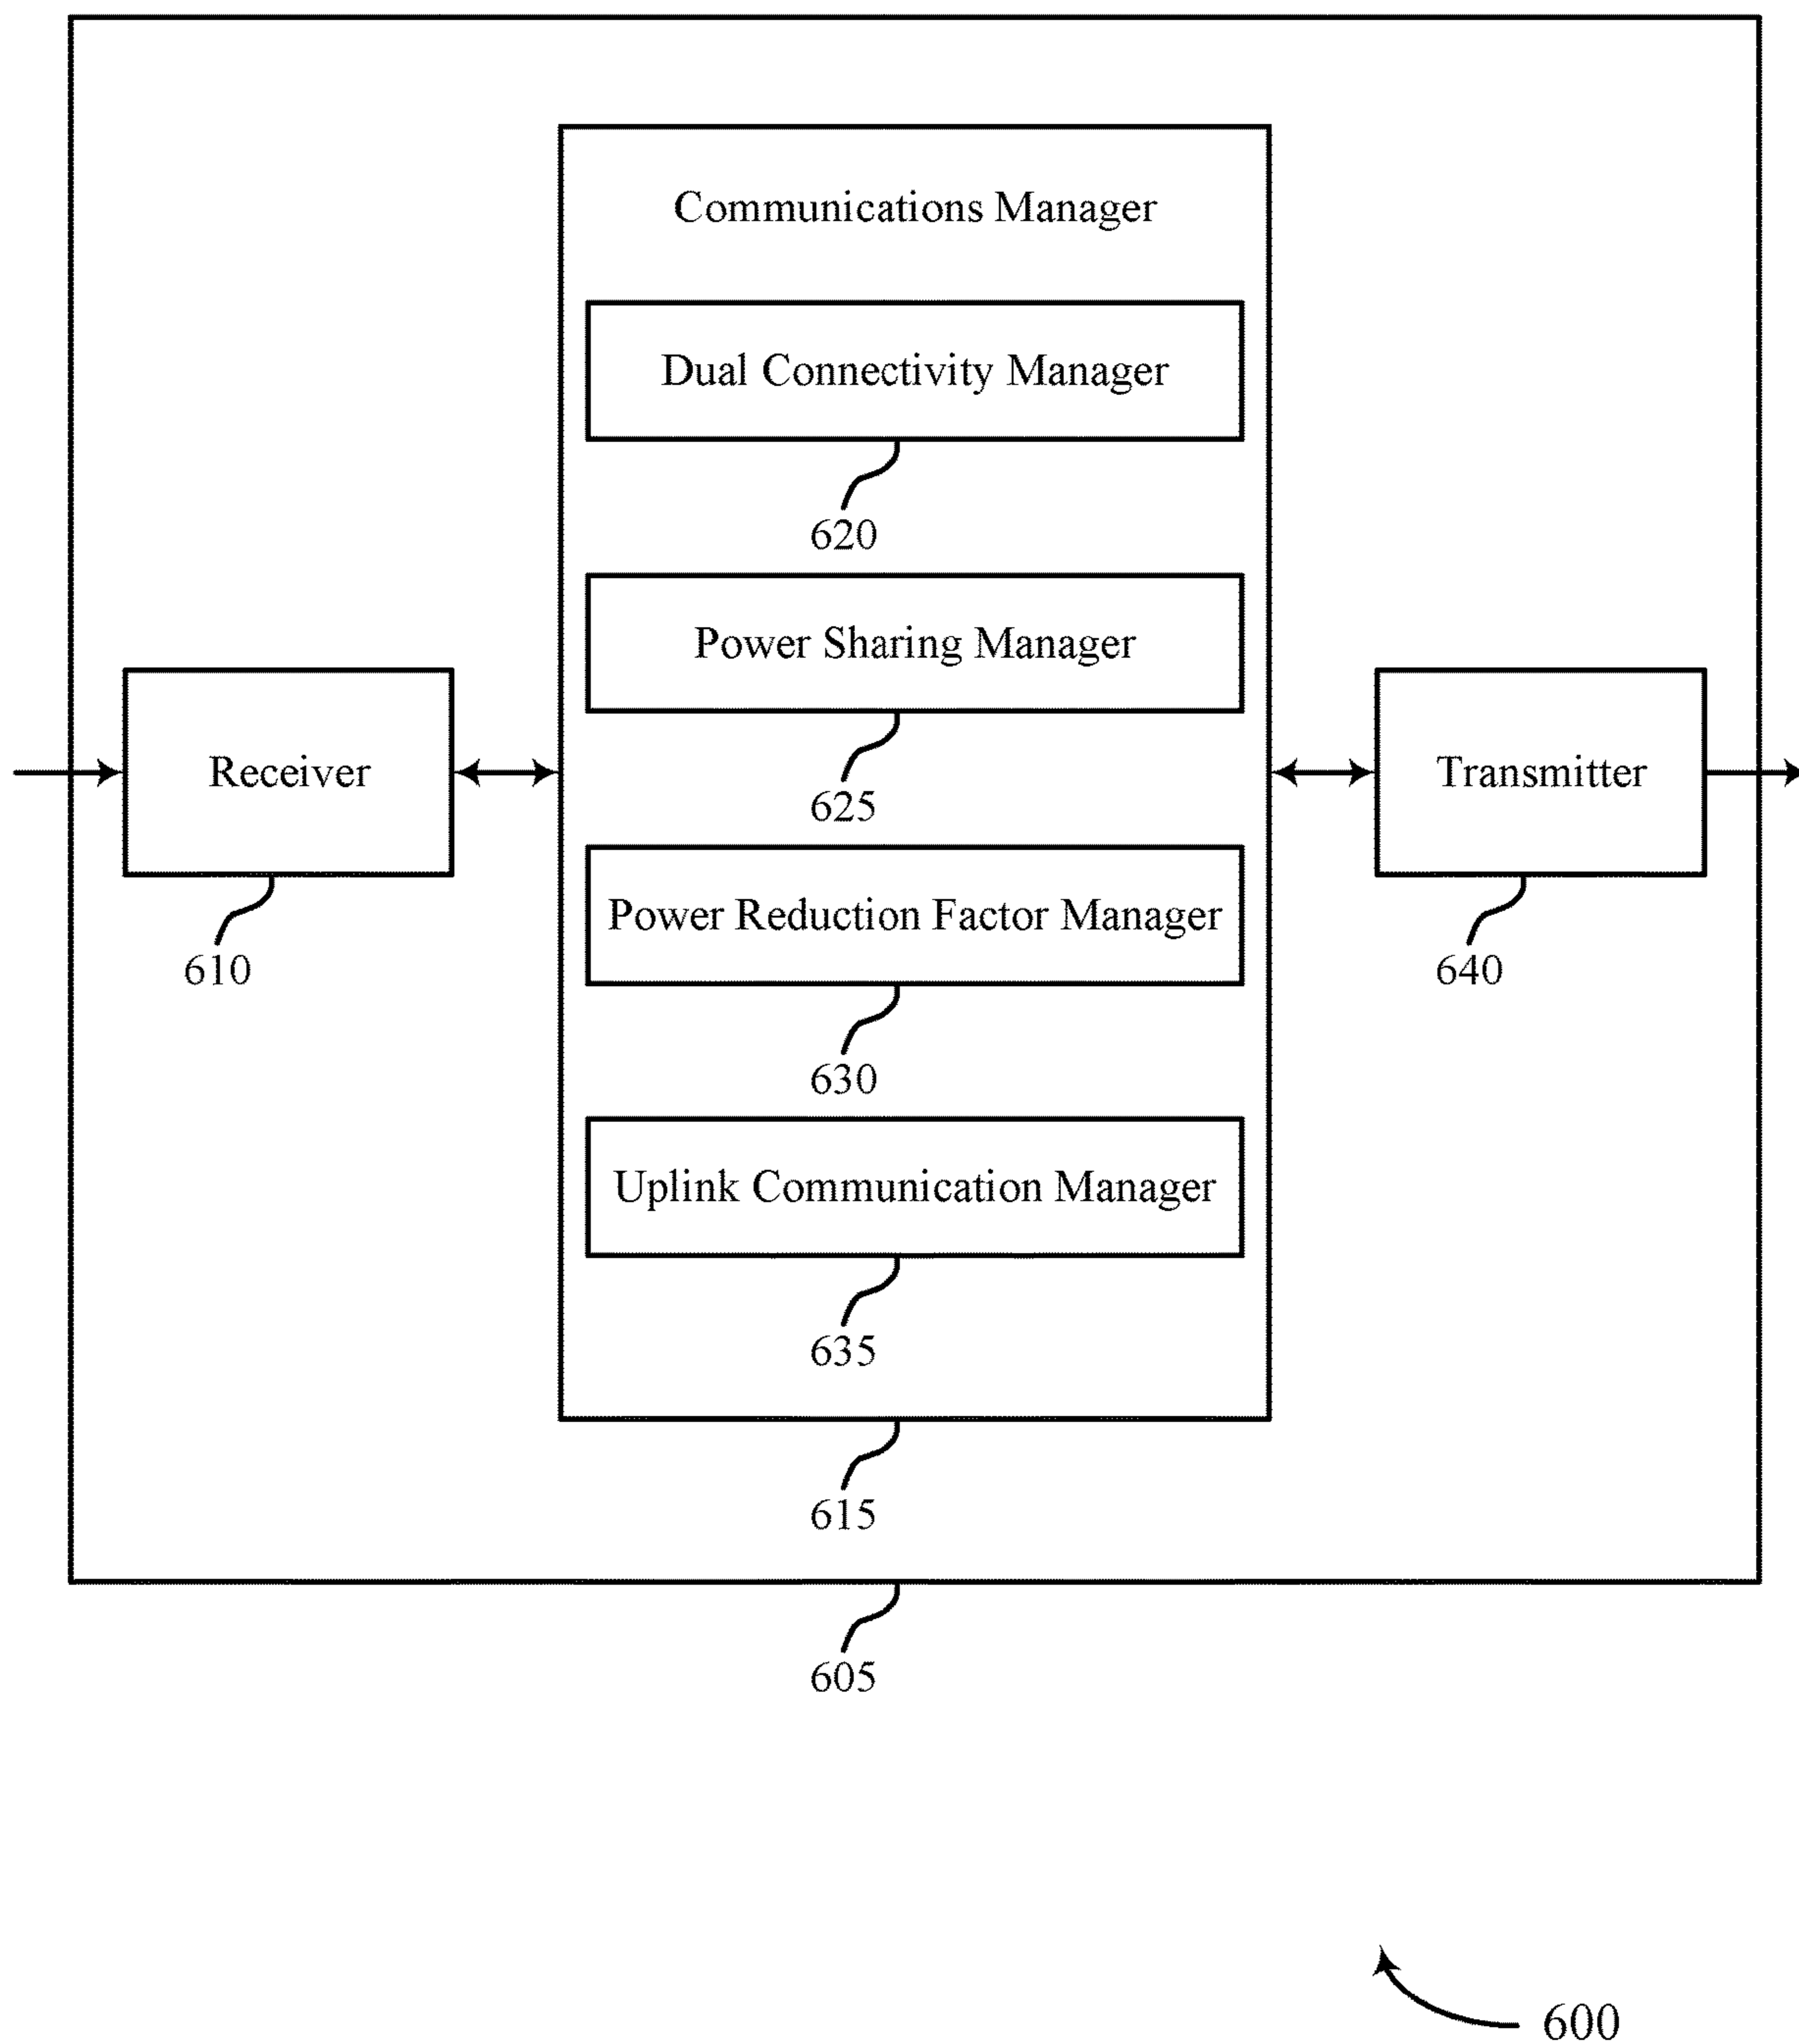 Communications Manager
Dual Connectivity Manager
620
Power Sharing Manager
625
Receiver
610
Transmitter
640
Power Reduction Factor Manager
630
Uplink Communication Manager
635
615
605
600